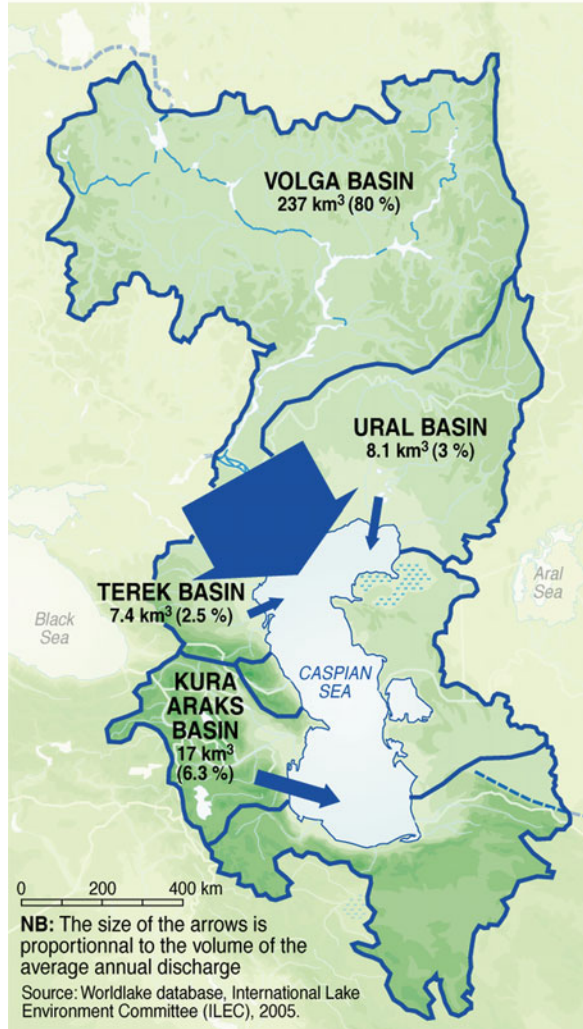 VOLGA BASIN
237 km³ (80 %)
URAL BASIN
8.1 km³ (3 %)
TEREK BASIN
7.4 km³ (2.5 %)
Black
Sea
Aral
Sea
CASPIAN
SEA
KURA
ARAKS
BASIN
17 km³
(6.3 %)
0 200 400 km
NB: The size of the arrows is
proportionnal to the volume of the
average annual discharge
Source: Worldlake database, International Lake
Environment Committee (ILEC), 2005.